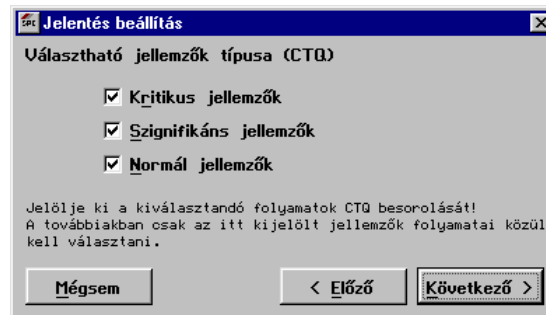 SPC Jelentés beállítás
Választható jellemzők típusa (CTQ)
Kritikus jellemzők
Szignifikáns jellemzők
Normál jellemzők
Jelölje ki a kiválasztandó folyamatok CTQ besorolását!
A továbbiakban csak az itt kijelölt jellemzők folyamatai közül
kell választani.
Mégsem < Előző Következő >